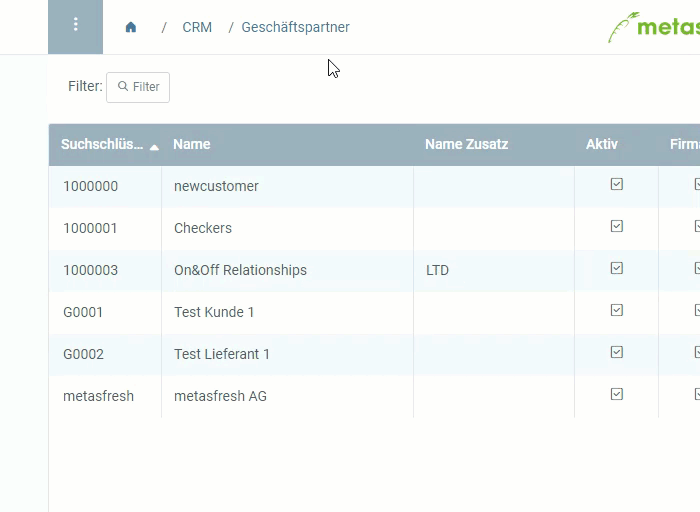 / CRM / Geschäftspartner
metas
Filter: Filter
Suchschlüs... Name Name Zusatz Aktiv Firm
1000000 newcustomer
1000001 Checkers
1000003 On&Off Relationships LTD
G0001 Test Kunde 1
G0002 Test Lieferant 1
metasfresh metasfresh AG